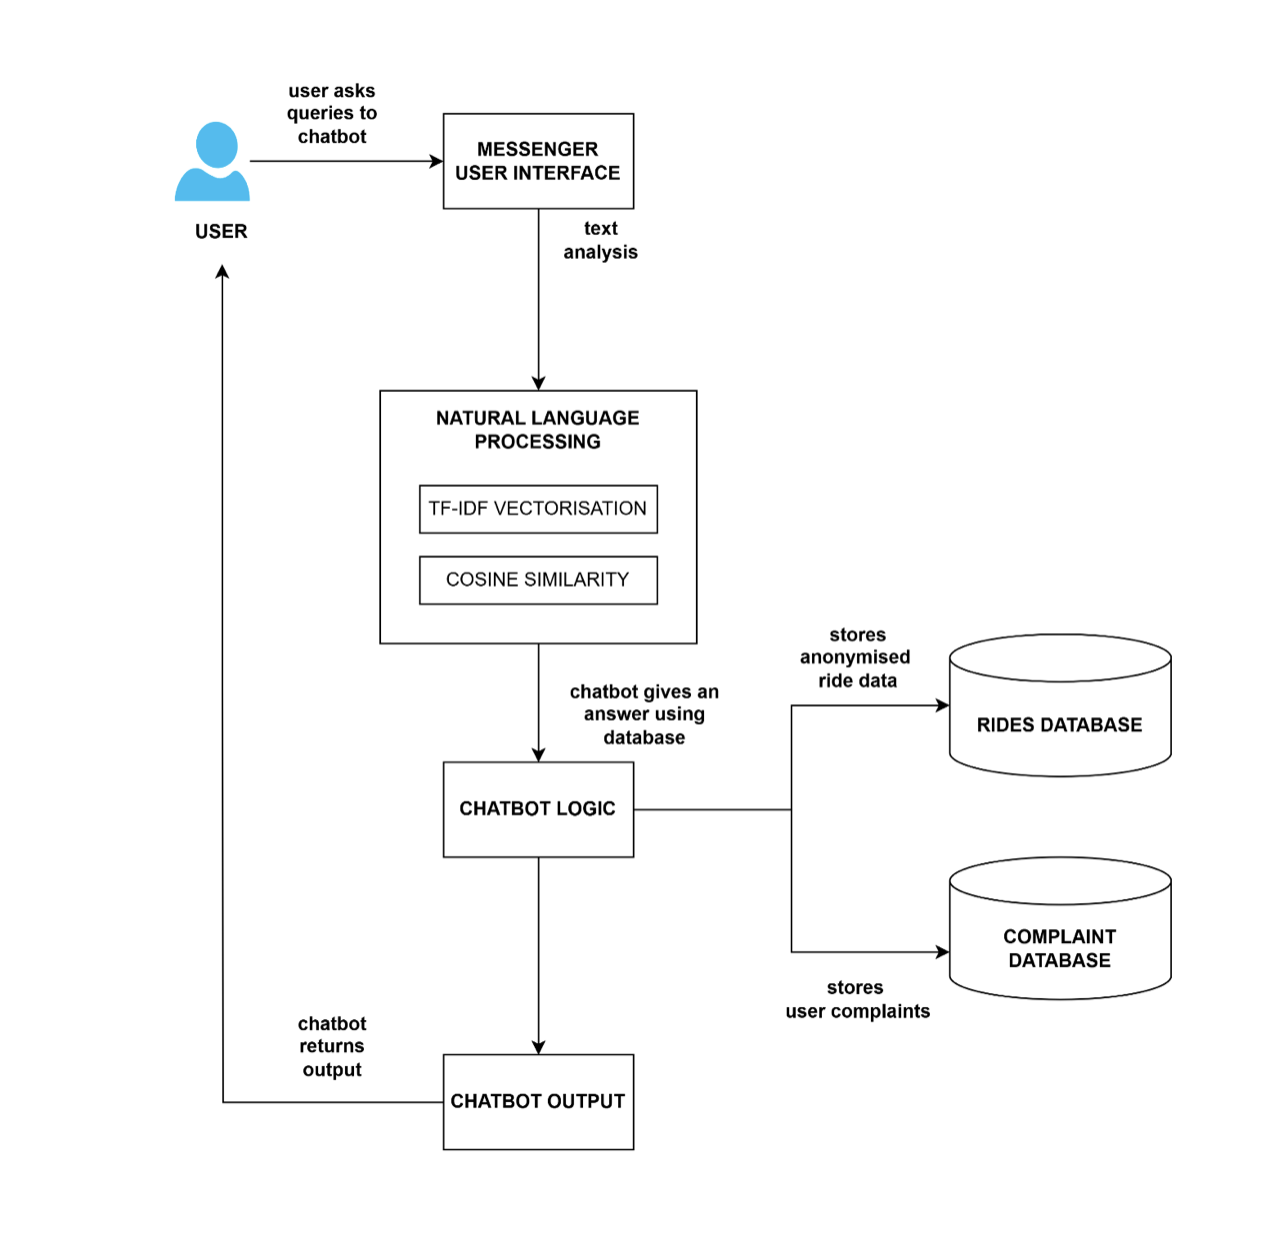 user asks
queries to
chatbot
MESSENGER
USER INTERFACE
USER
text
analysis
NATURAL LANGUAGE
PROCESSING
TF-IDF VECTORISATION
COSINE SIMILARITY
stores
anonymised
ride data
chatbot gives an
answer using
database
RIDES DATABASE
CHATBOT LOGIC
COMPLAINT
DATABASE
stores
user complaints
chatbot
returns
output
CHATBOT OUTPUT